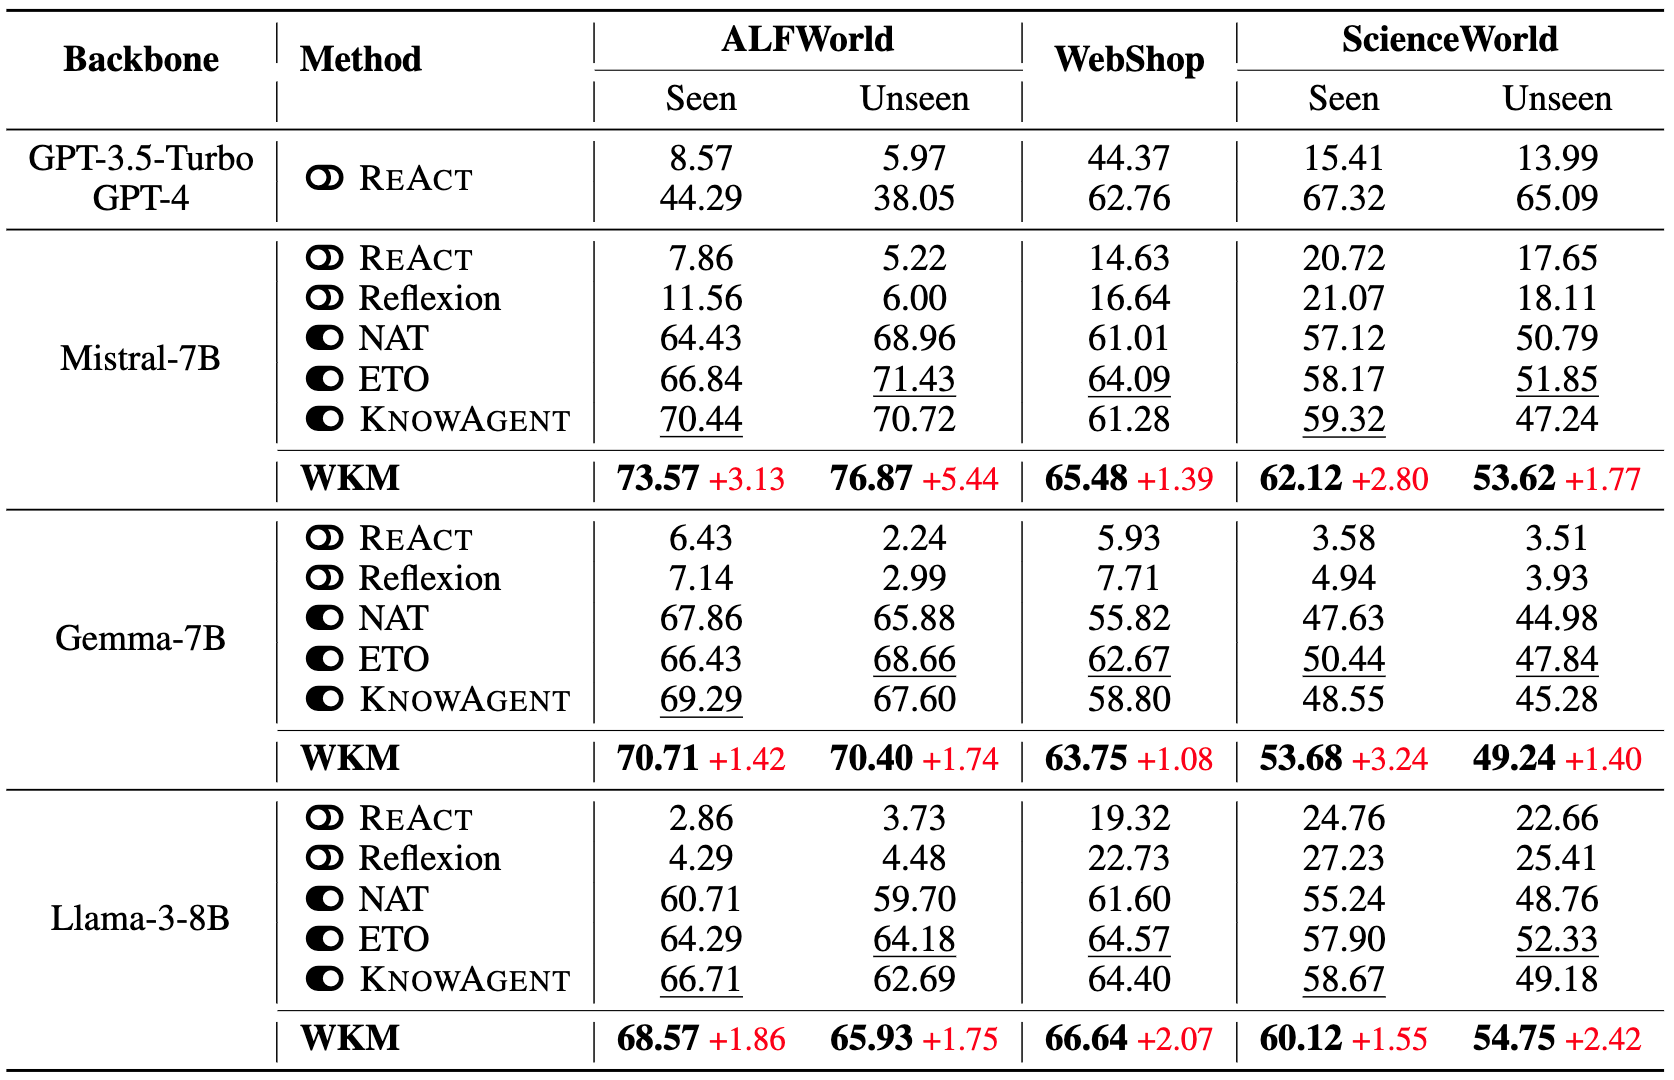 Backbone Method ALFWorld WebShop ScienceWorld
Seen Unseen Seen Unseen
GPT-3.5-Turbo REACT 8.57 5.97 44.37 15.41 13.99
GPT-4 44.29 38.05 62.76 67.32 65.09
Mistral-7B
REACT 7.86 5.22 14.63 20.72 17.65
Reflexion 11.56 6.00 16.64 21.07 18.11
NAT 64.43 68.96 61.01 57.12 50.79
ETO 66.84 71.43 64.09 58.17 51.85
KNOWAGENT 70.44 70.72 61.28 59.32 47.24
WKM 73.57 +3.13 76.87 +5.44 65.48 +1.39 62.12 +2.80 53.62 +1.77
Gemma-7B
REACT 6.43 2.24 5.93 3.58 3.51
Reflexion 7.14 2.99 7.71 4.94 3.93
NAT 67.86 65.88 55.82 47.63 44.98
ETO 66.43 68.66 62.67 50.44 47.84
KNOWAGENT 69.29 67.60 58.80 48.55 45.28
WKM 70.71 +1.42 70.40 +1.74 63.75 +1.08 53.68 +3.24 49.24 +1.40
Llama-3-8B
REACT 2.86 3.73 19.32 24.76 22.66
Reflexion 4.29 4.48 22.73 27.23 25.41
NAT 60.71 59.70 61.60 55.24 48.76
ETO 64.29 64.18 64.57 57.90 52.33
KNOWAGENT 66.71 62.69 64.40 58.67 49.18
WKM 68.57 +1.86 65.93 +1.75 66.64 +2.07 60.12 +1.55 54.75 +2.42